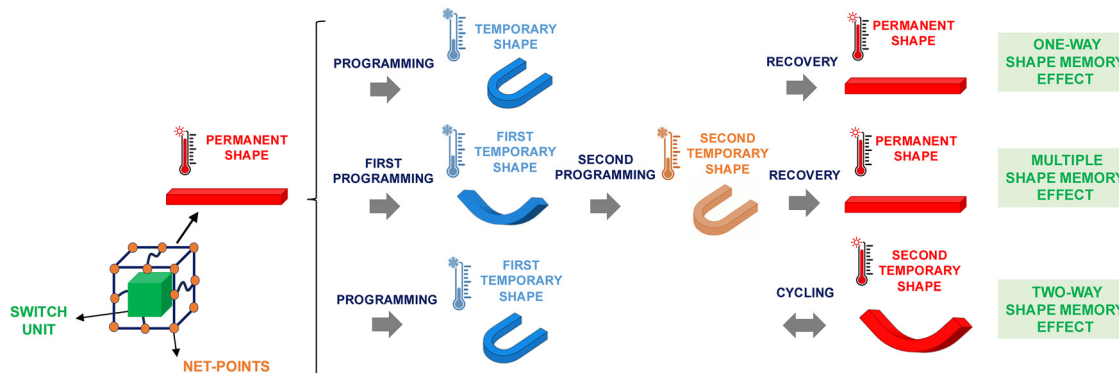 PERMANENT
SHAPE
SWITCH
UNIT
NET-POINTS
PROGRAMMING
TEMPORARY
SHAPE
RECOVERY
PERMANENT
SHAPE
ONE-WAY
SHAPE MEMORY
EFFECT
FIRST
PROGRAMMING
FIRST
TEMPORARY
SHAPE
SECOND
PROGRAMMING
SECOND
TEMPORARY
SHAPE
RECOVERY
PERMANENT
SHAPE
MULTIPLE
SHAPE MEMORY
EFFECT
PROGRAMMING
FIRST
TEMPORARY
SHAPE
CYCLING
SECOND
TEMPORARY
SHAPE
TWO-WAY
SHAPE MEMORY
EFFECT